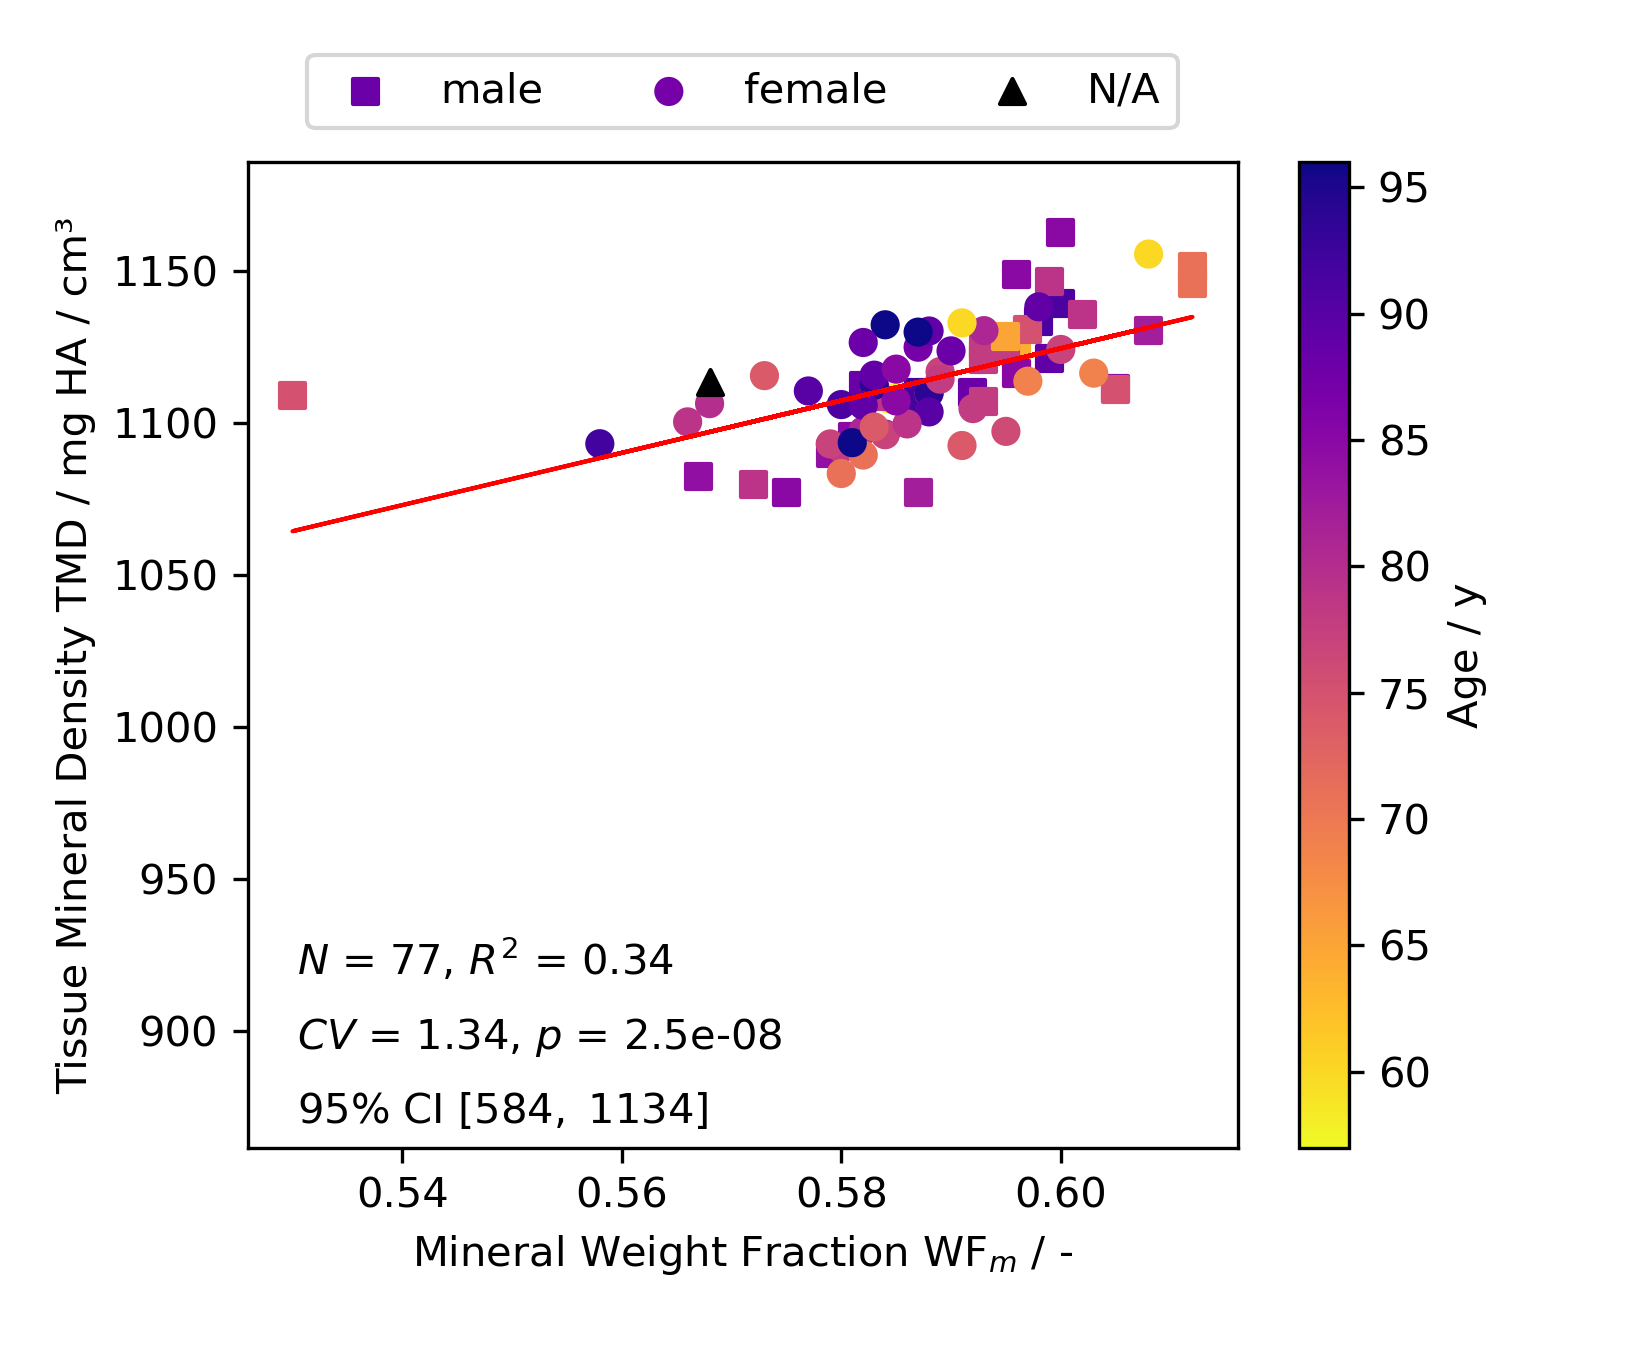 male female N/A
Tissue Mineral Density TMD / mg HA / cm³
1150
1100
1050
1000
950
900
N = 77, R² = 0.34
CV = 1.34, p = 2.5e-08
95% CI [584, 1134]
0.54 0.56 0.58 0.60
Mineral Weight Fraction WFₘ / -
95
90
85
80
75
70
65
60
Age / y